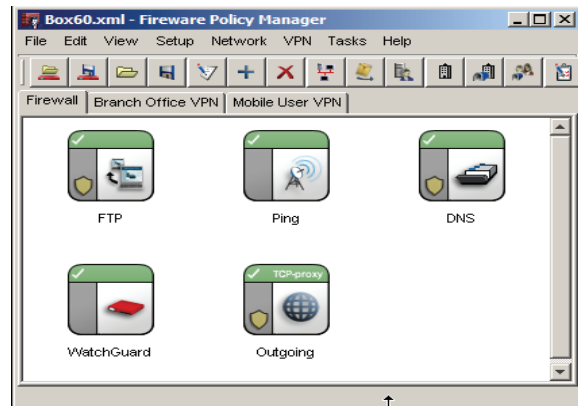 Box60.xml - Fireware Policy Manager
File Edit View Setup Network VPN Tasks Help
Firewall Branch Office VPN Mobile User VPN
FTP Ping DNS
TCP-proxy
WatchGuard Outgoing